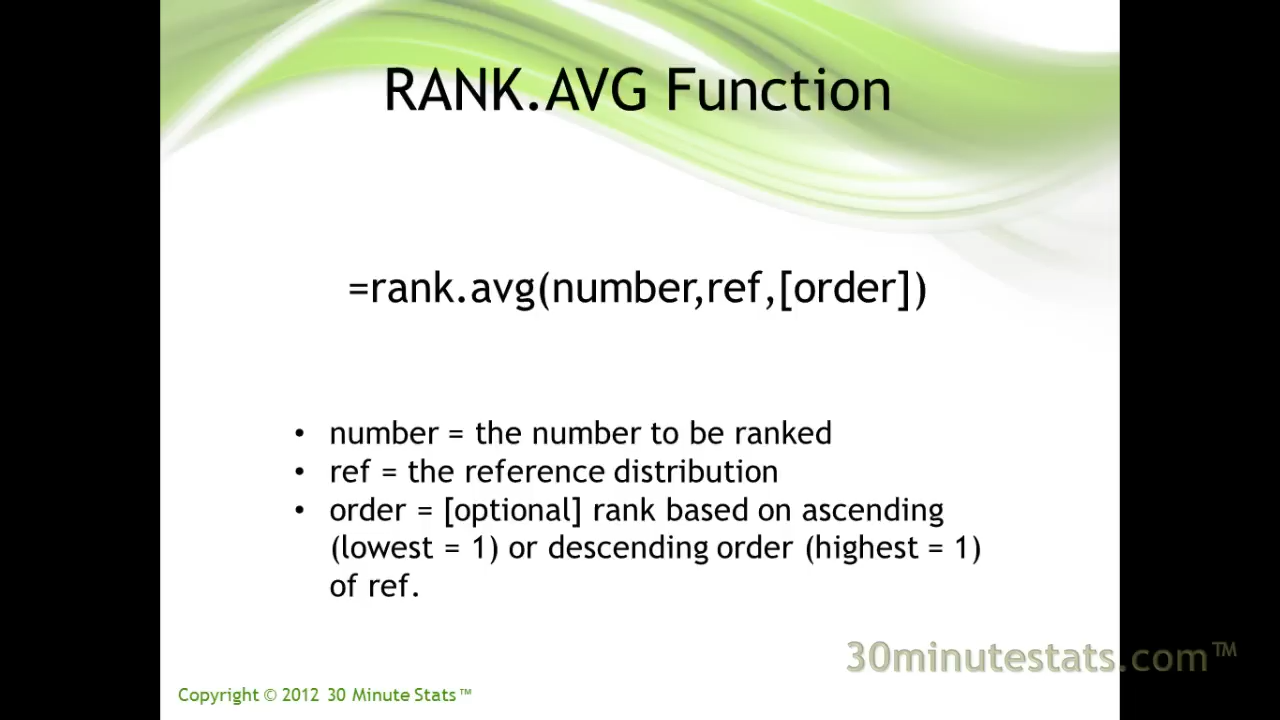 RANK.AVG Function
=rank.avg(number,ref,[order])
• number = the number to be ranked
• ref = the reference distribution
• order = [optional] rank based on ascending
(lowest = 1) or descending order (highest = 1)
of ref.
30minutestats.com™
Copyright © 2012 30 Minute Stats™